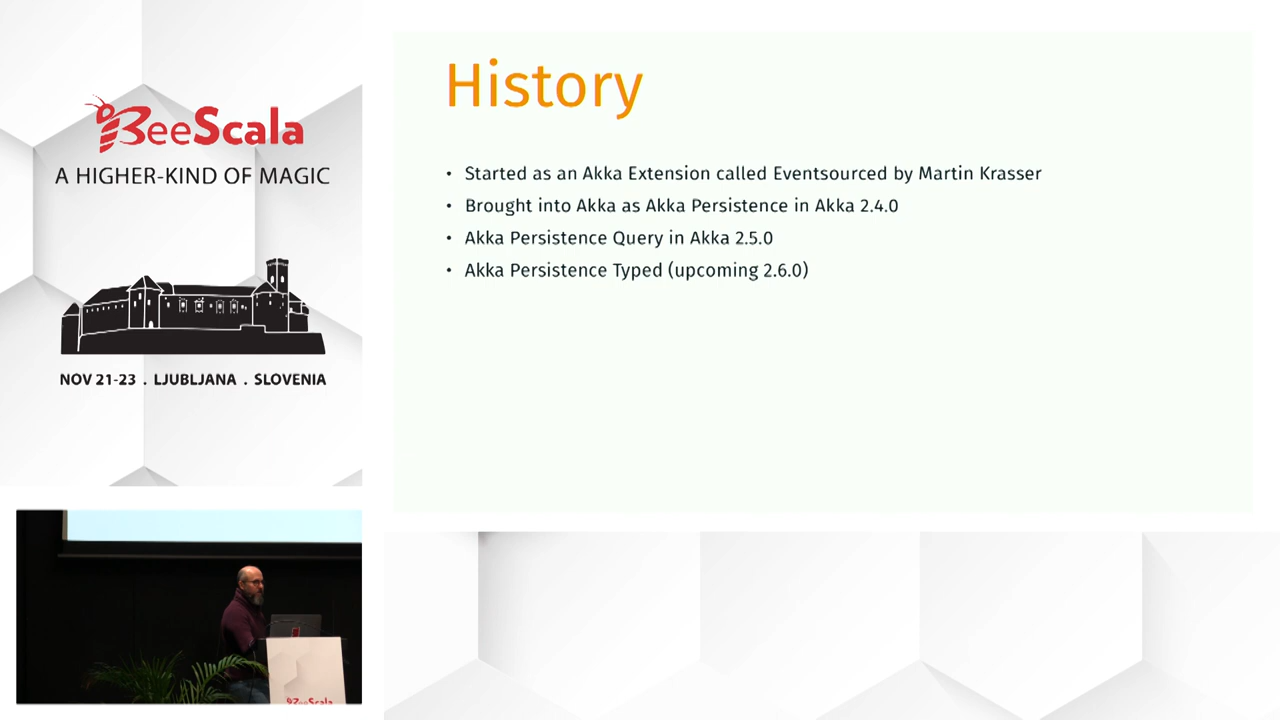 BeeScala
A HIGHER-KIND OF MAGIC
NOV 21-23 . LJUBLJANA . SLOVENIA
History
• Started as an Akka Extension called Eventsourced by Martin Krasser
• Brought into Akka as Akka Persistence in Akka 2.4.0
• Akka Persistence Query in Akka 2.5.0
• Akka Persistence Typed (upcoming 2.6.0)
BeeScala